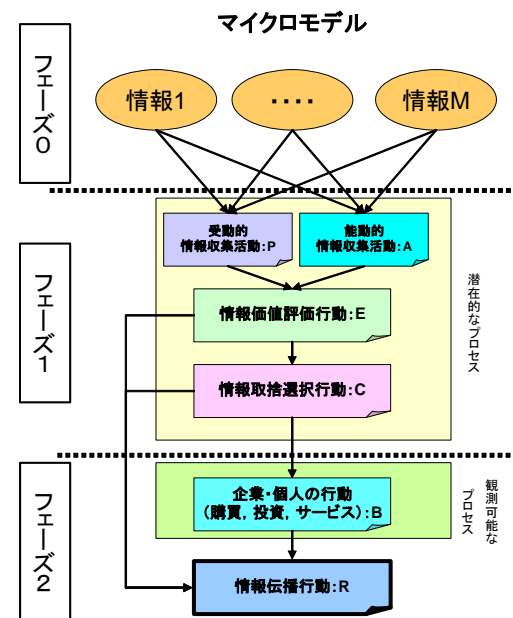 マイクロモデル
フェーズ0
情報1
‥‥
情報M
フェーズ1
受動的
情報収集活動:P
能動的
情報収集活動:A
情報価値評価行動:E
情報取捨選択行動:C
潜在的なプロセス
フェーズ2
企業・個人の行動
(購買，投資，サービス):B
観測可能な
プロセス
情報伝播行動:R